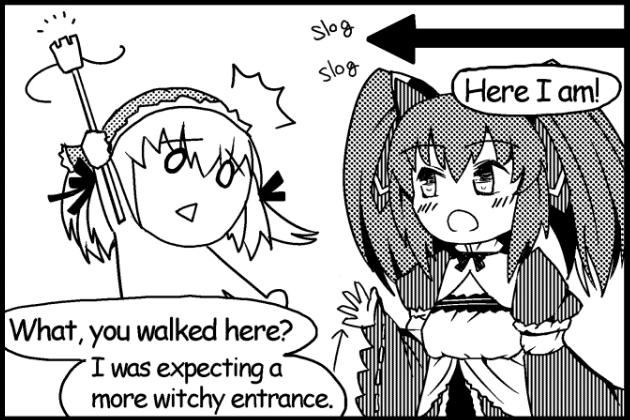 Slog
Slog
Here I am!
What, you walked here?
I was expecting a
more witchy entrance.